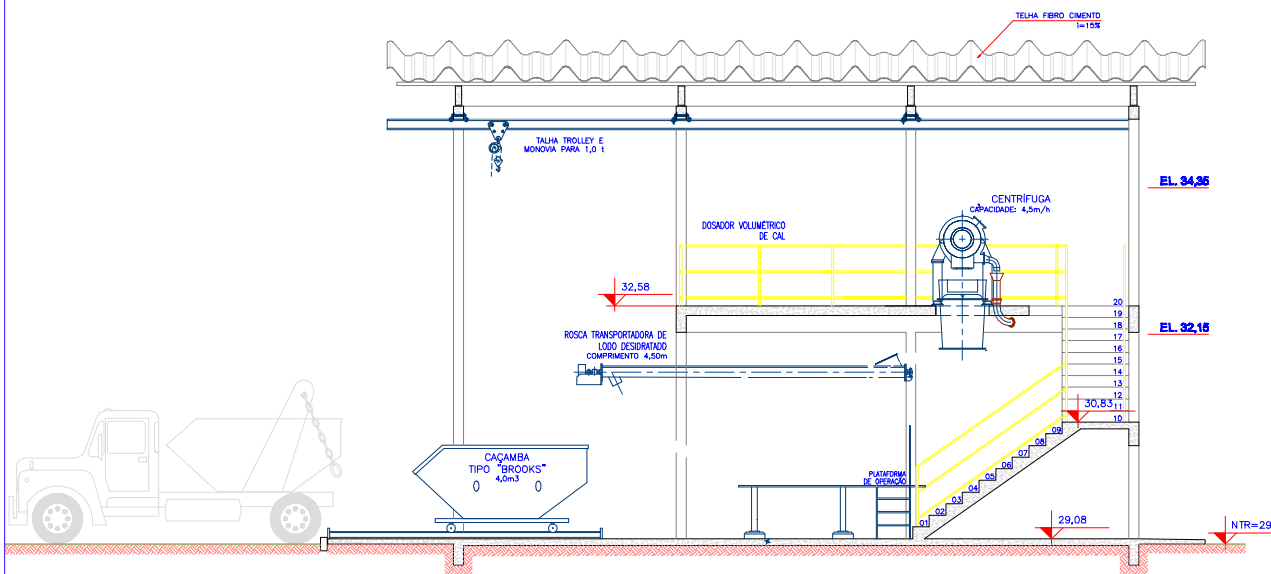 TELHA FIBRO CIMENTO
i=15%
TALHA TROLLEY E
MONOVIA PARA 1,0 t
EL. 34,35
CENTRÍFUGA
CAPACIDADE: 4,5m/h
DOSADOR VOLUMÉTRICO
DE CAL
32,58
20
19
18
EL. 32,15
17
16
15
14
13
12
11
10
ROSCA TRANSPORTADORA DE
LODO DESIDRATADO
COMPRIMENTO 4,50m
30,83
09
08
07
06
05
04
03
02
01
CAÇAMBA
TIPO "BROOKS"
4,0m3
PLATAFORMA
DE OPERAÇÃO
29,08
NTR=29